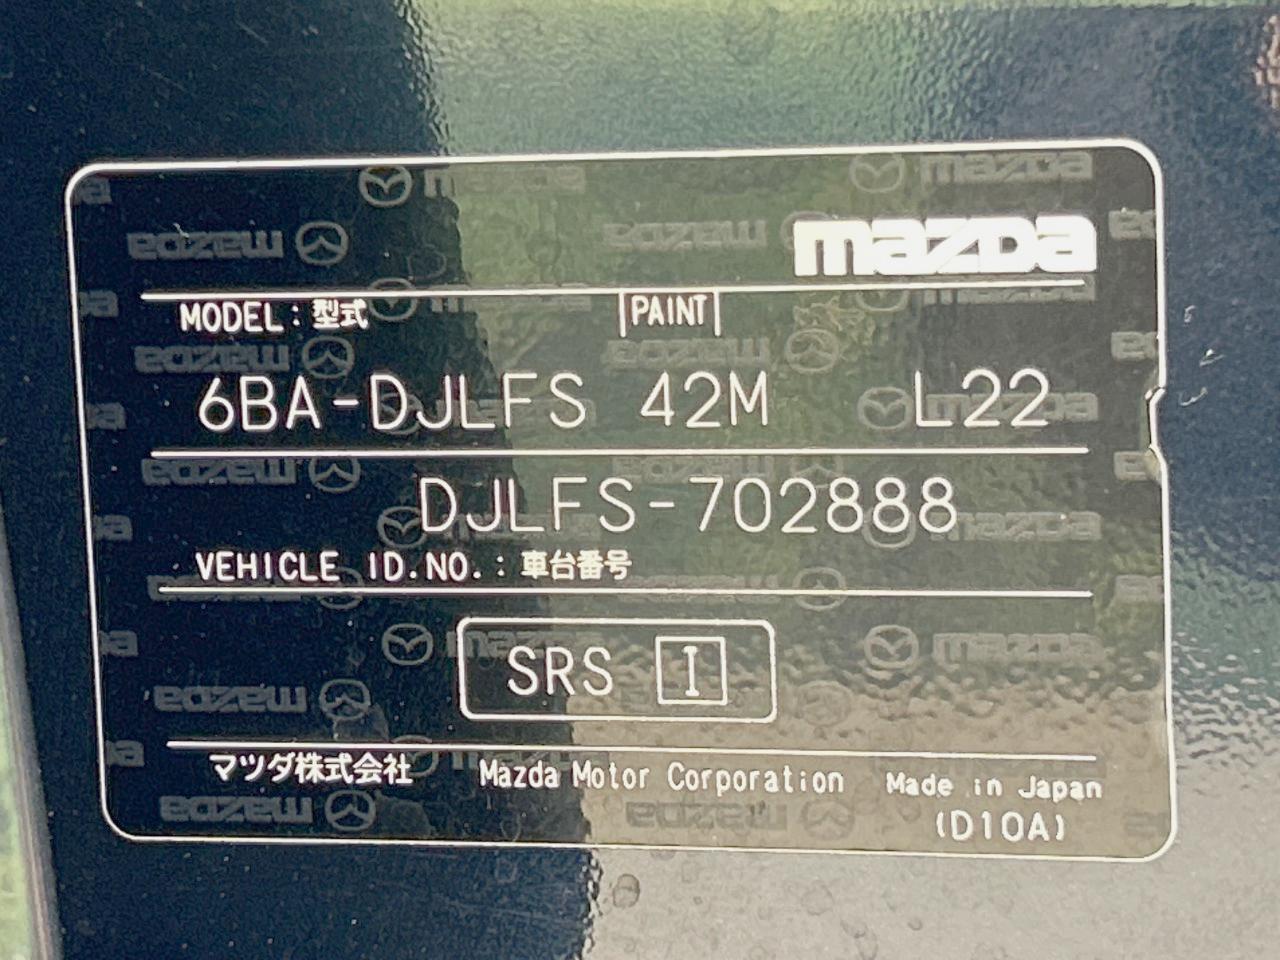 mazda
MODEL : 型式 PAINT
6BA-DJLFS 42M L22
DJLFS-702888
VEHICLE ID.NO. : 車台番号
SRS I
マツダ株式会社 Mazda Motor Corporation Made in Japan
(D10A)